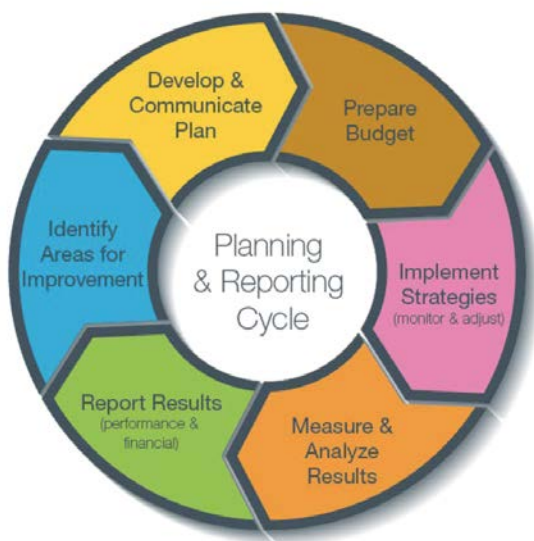 Develop &
Communicate
Plan
Prepare
Budget
Implement
Strategies
(monitor & adjust)
Measure &
Analyze
Results
Report Results
(performance &
financial)
Identify
Areas for
Improvement
Planning
& Reporting
Cycle